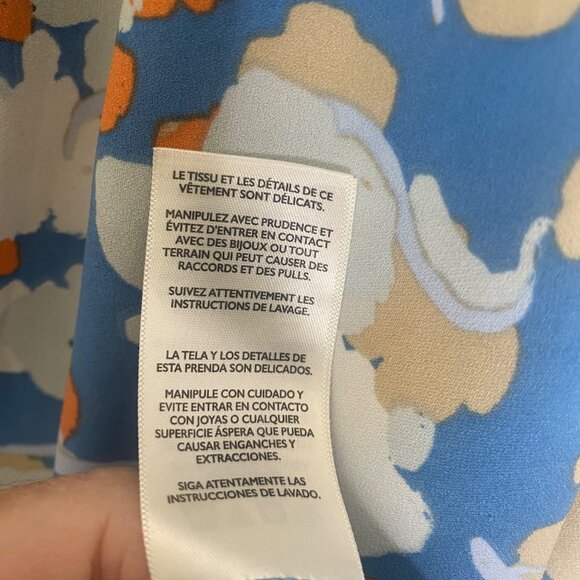 LE TISSU ET LES DÉTAILS DE CE
VÊTEMENT SONT DÉLICATS.
MANIPULEZ AVEC PRUDENCE ET
ÉVITEZ D'ENTRER EN CONTACT
AVEC DES BIJOUX OU TOUT
TERRAIN QUI PEUT CAUSER DES
RACCORDS ET DES PULLS.
SUIVEZ ATTENTIVEMENT LES
INSTRUCTIONS DE LAVAGE.
LA TELA Y LOS DETALLES DE
ESTA PRENDA SON DELICADOS.
MANIPULE CON CUIDADO Y
EVITE ENTRAR EN CONTACTO
CON JOYAS O CUALQUIER
SUPERFICIE ÁSPERA QUE PUEDA
CAUSAR ENGANCHES Y
EXTRACCIONES.
SIGA ATENTAMENTE LAS
INSTRUCCIONES DE LAVADO.